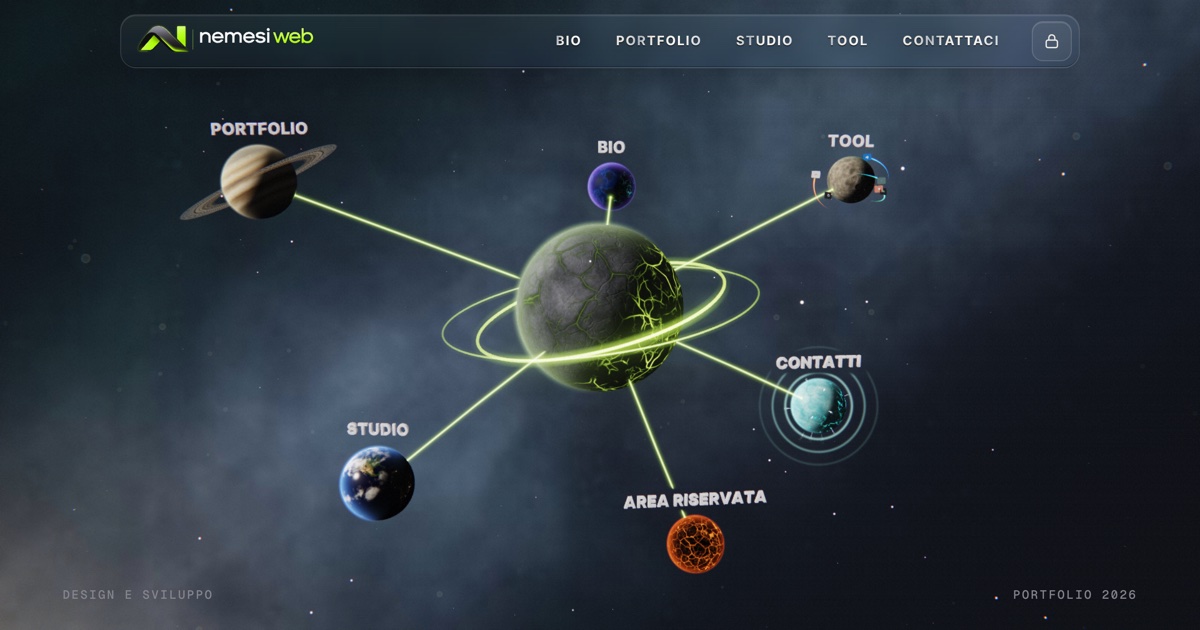 nemesi web
BIO
PORTFOLIO
STUDIO
TOOL
CONTATTACI
PORTFOLIO
BIO
TOOL
CONTATTI
STUDIO
AREA RISERVATA
DESIGN E SVILUPPO
PORTFOLIO 2026